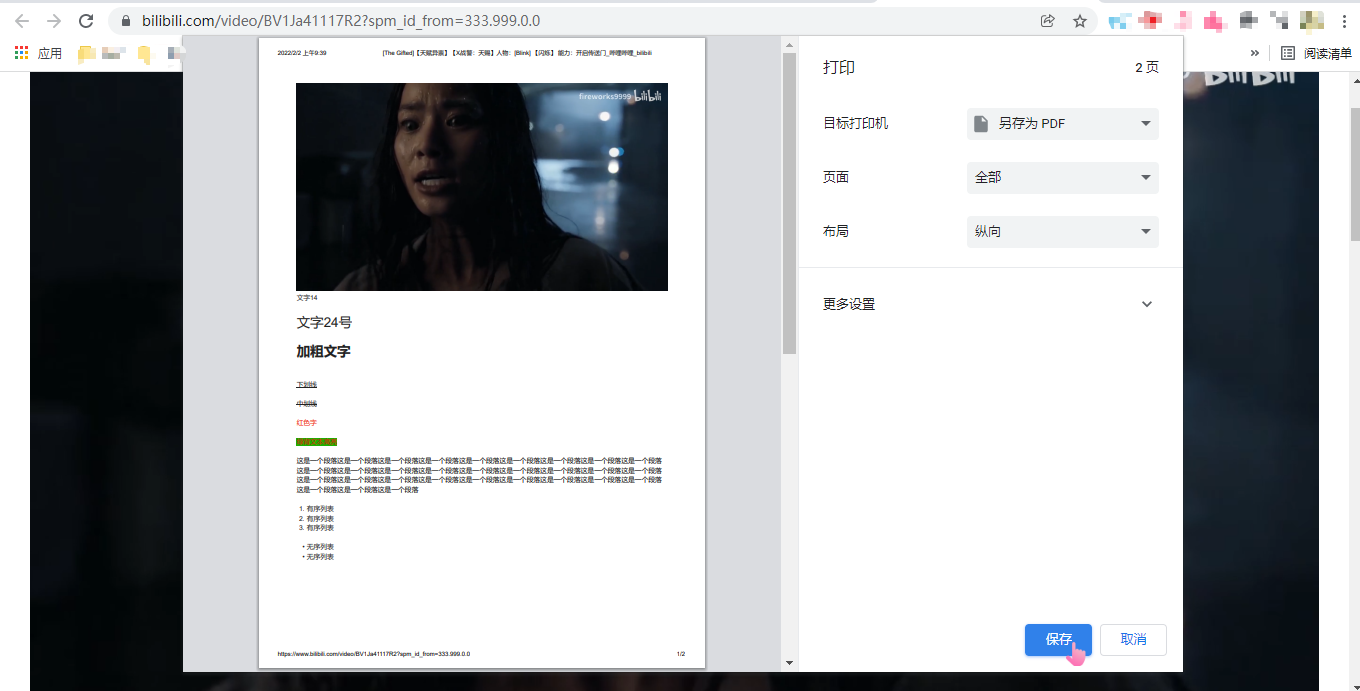 bilibili.com/video/BV1Ja41117R2?spm_id_from=333.999.0.0
应用
»
阅读清单
2022/2/2 上午9:39
[The Gifted]【天赋异禀】【X战警：天赐】人物：[Blink] 【闪烁】 能力：开启传送门_哔哩哔哩_bilibili
fireworks9999 bilibili
文字14
文字24号
加粗文字
下划线
中划线
红色字
这是一个段落这是一个段落这是一个段落这是一个段落这是一个段落这是一个段落这是一个段落这是一个段落这是一个段落
这是一个段落这是一个段落这是一个段落这是一个段落这是一个段落这是一个段落这是一个段落这是一个段落这是一个段落
这是一个段落这是一个段落这是一个段落这是一个段落这是一个段落这是一个段落这是一个段落这是一个段落这是一个段落
这是一个段落这是一个段落这是一个段落
1. 有序列表
2. 有序列表
3. 有序列表
• 无序列表
• 无序列表
https://www.bilibili.com/video/BV1Ja41117R2?spm_id_from=333.999.0.0
1/2
打印
2 页
目标打印机
另存为 PDF
页面
全部
布局
纵向
更多设置
保存
取消
bilibili